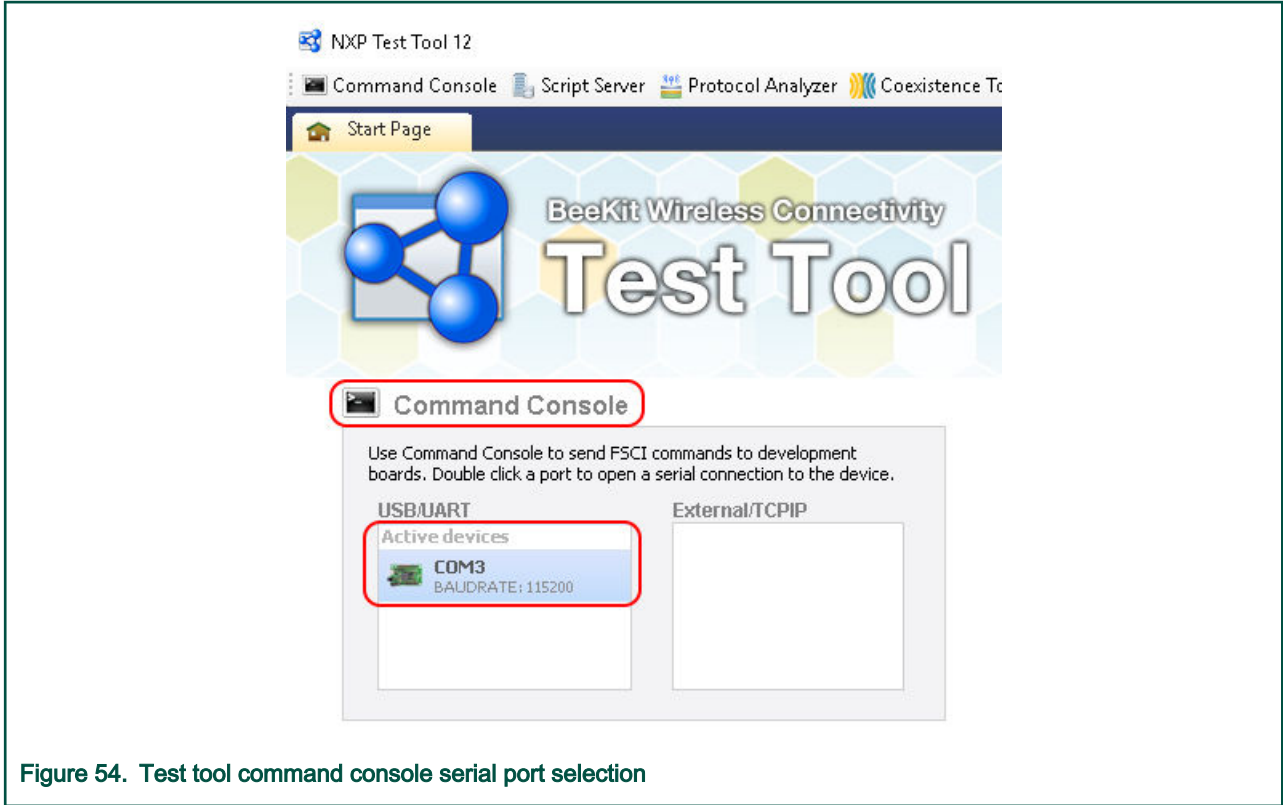 NXP Test Tool 12
Command Console Script Server Protocol Analyzer Coexistence To
Start Page
BeeKit Wireless Connectivity
Test Tool
Command Console
Use Command Console to send FSCI commands to development
boards. Double click a port to open a serial connection to the device.
USB/UART External/TCPIP
Active devices
COM3
BAUDRATE: 115200
Figure 54. Test tool command console serial port selection